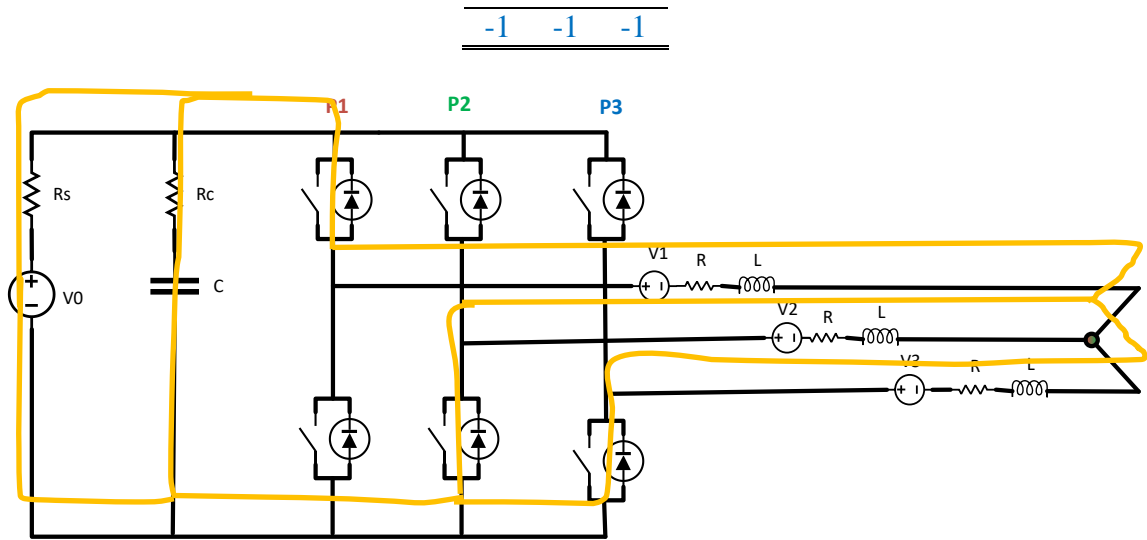 -1 -1 -1
P1 P2 P3
Rs Rc
V1 R L
V0 C
V2 R L
V3 R L